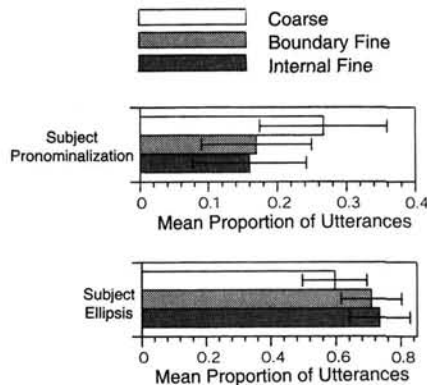 Coarse
Boundary Fine
Internal Fine
Subject
Pronominalization
0 0.1 0.2 0.3 0.4
Mean Proportion of Utterances
Subject
Ellipsis
0 0.2 0.4 0.6 0.8
Mean Proportion of Utterances